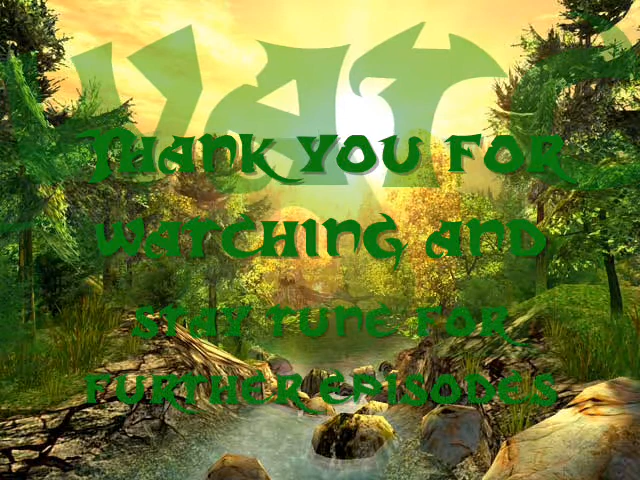 Thank you for
watching and
stay tune for
further episodes